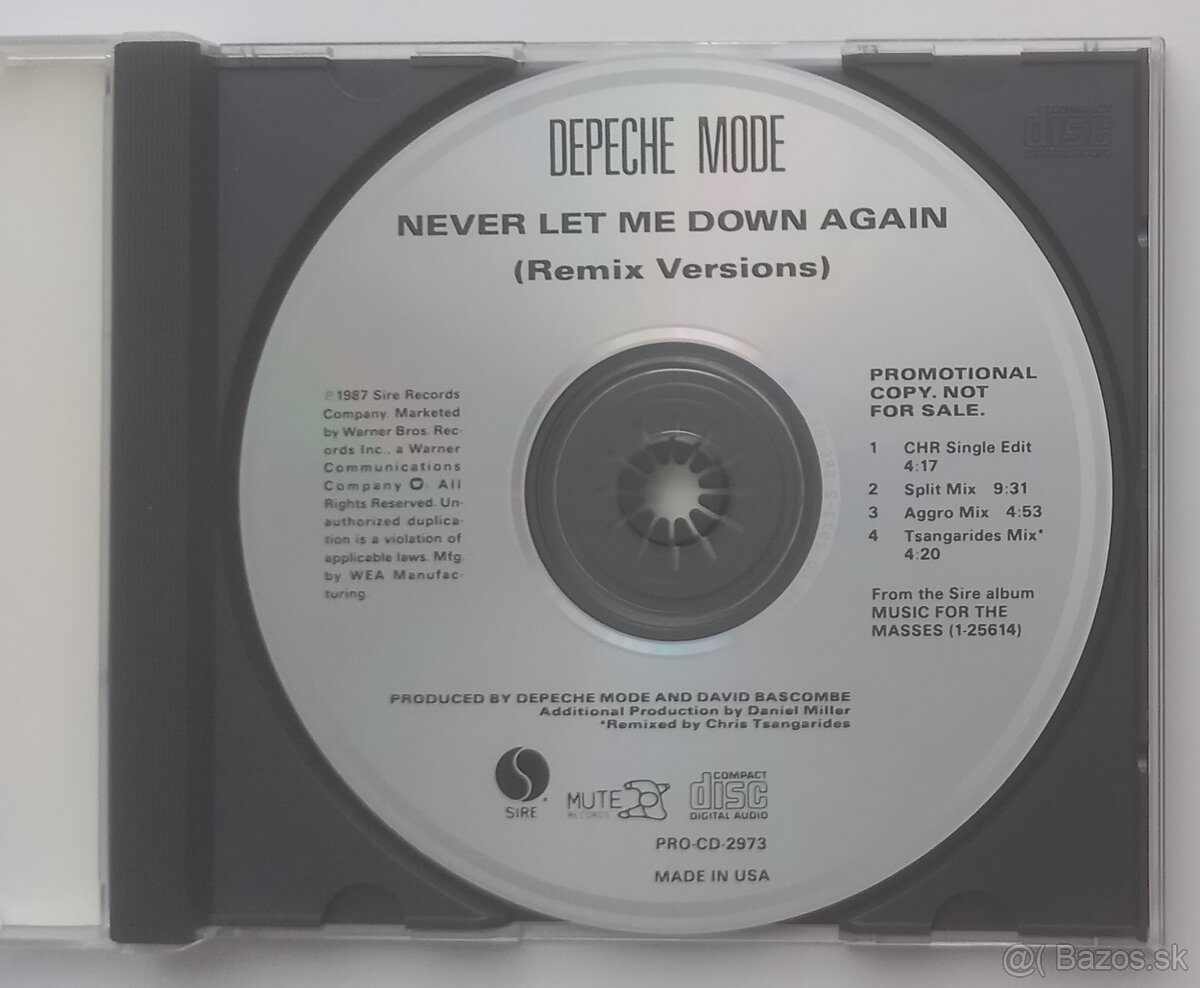 DEPECHE MODE
NEVER LET ME DOWN AGAIN
(Remix Versions)
℗ 1987 Sire Records
Company. Marketed
by Warner Bros. Rec-
ords Inc., a Warner
Communications
Company. All
Rights Reserved. Un-
authorized duplica-
tion is a violation of
applicable laws. Mfg.
by WEA Manufac-
turing.
PROMOTIONAL
COPY. NOT
FOR SALE.
1 CHR Single Edit
4:17
2 Split Mix 9:31
3 Aggro Mix 4:53
4 Tsangarides Mix*
4:20
From the Sire album
MUSIC FOR THE
MASSES (1-25614)
PRODUCED BY DEPECHE MODE AND DAVID BASCOMBE
Additional Production by Daniel Miller
*Remixed by Chris Tsangarides
SIRE
MUTE
RECORDS
COMPACT
disc
DIGITAL AUDIO
PRO-CD-2973
MADE IN USA
COMPACT
disc
DIGITAL AUDIO
@( Bazos.sk